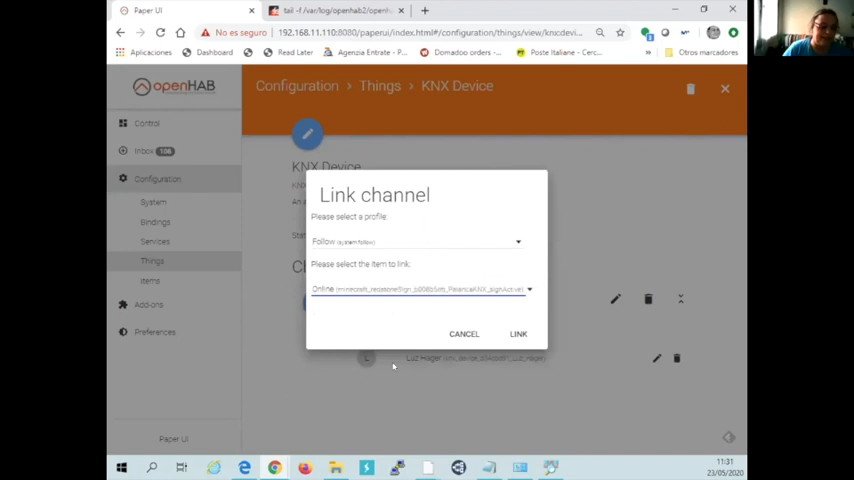 Paper UI
tail -f /var/log/openhab2/openh
No es seguro
192.168.11.110:8080/paperui/index.html#/configuration/things/view/knx:devi...
Aplicaciones
Dashboard
Read Later
Agenzia Entrate - P...
Domadoo orders -...
Poste Italiane - Cerc...
Otros marcadores
openHAB
Configuration > Things > KNX Device
Control
Inbox 108
Configuration
System
Bindings
Services
Things
Items
Add-ons
Preferences
Paper UI
KNX Device
Link channel
Please select a profile:
Follow (system:follow)
Please select the item to link:
Online
CANCEL
LINK
L
Luz Hoger
11:31
23/05/2020